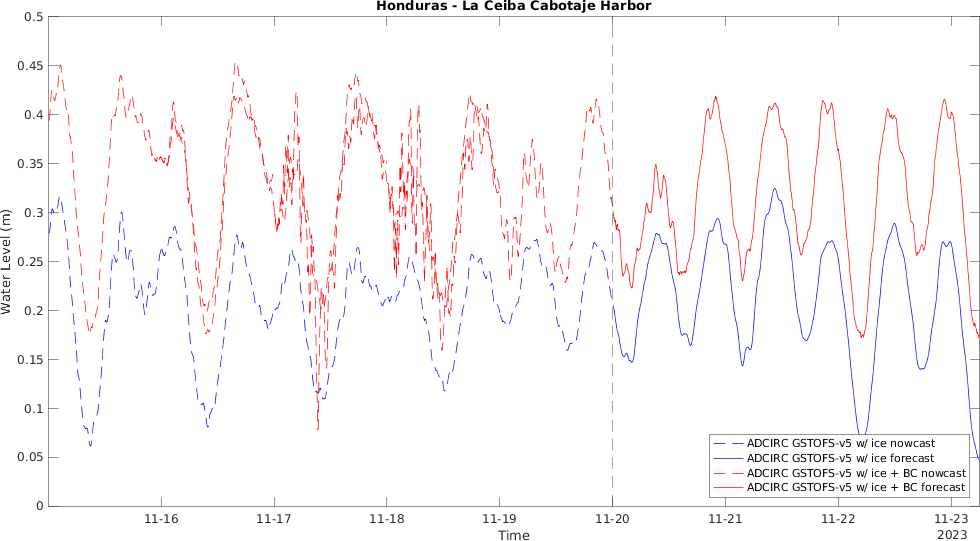 Honduras - La Ceiba Cabotaje Harbor
0.5
0.45
0.4
0.35
0.3
0.25
0.2
0.15
0.1
0.05
0
Water Level (m)
11-16
11-17
11-18
11-19
11-20
11-21
11-22
11-23
2023
Time
ADCIRC GSTOFS-v5 w/ ice nowcast
ADCIRC GSTOFS-v5 w/ ice forecast
ADCIRC GSTOFS-v5 w/ ice + BC nowcast
ADCIRC GSTOFS-v5 w/ ice + BC forecast